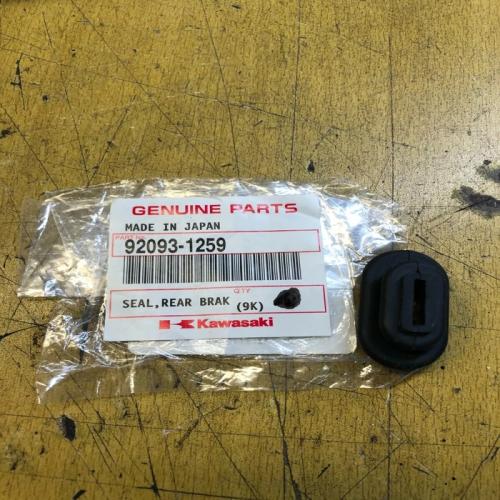 GENUINE PARTS
MADE IN JAPAN
PART No.
92093-1259
QTY
SEAL,REAR BRAK (9K)
Kawasaki